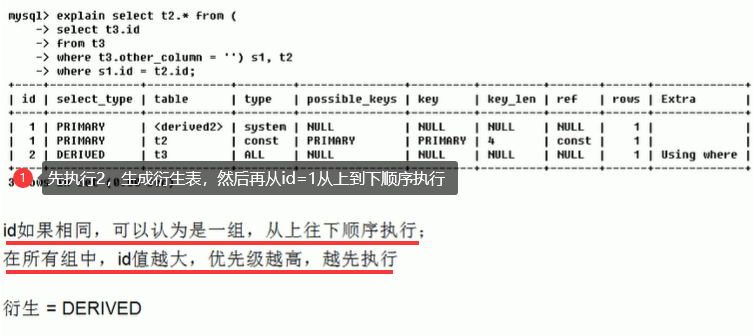 mysql> explain select t2.* from (
-> select t3.id
-> from t3
-> where t3.other_column = '') s1, t2
-> where s1.id = t2.id;
| id | select_type | table | type | possible_keys | key | key_len | ref | rows | Extra |
| 1 | PRIMARY | <derived2> | system | NULL | NULL | NULL | NULL | 1 | |
| 1 | PRIMARY | t2 | const | PRIMARY | PRIMARY | 4 | const | 1 | |
| 2 | DERIVED | t3 | ALL | NULL | NULL | NULL | NULL | 1 | Using where |
1 先执行2，生成衍生表，然后再从id=1从上到下顺序执行
id如果相同，可以认为是一组，从上往下顺序执行；
在所有组中，id值越大，优先级越高，越先执行
衍生 = DERIVED